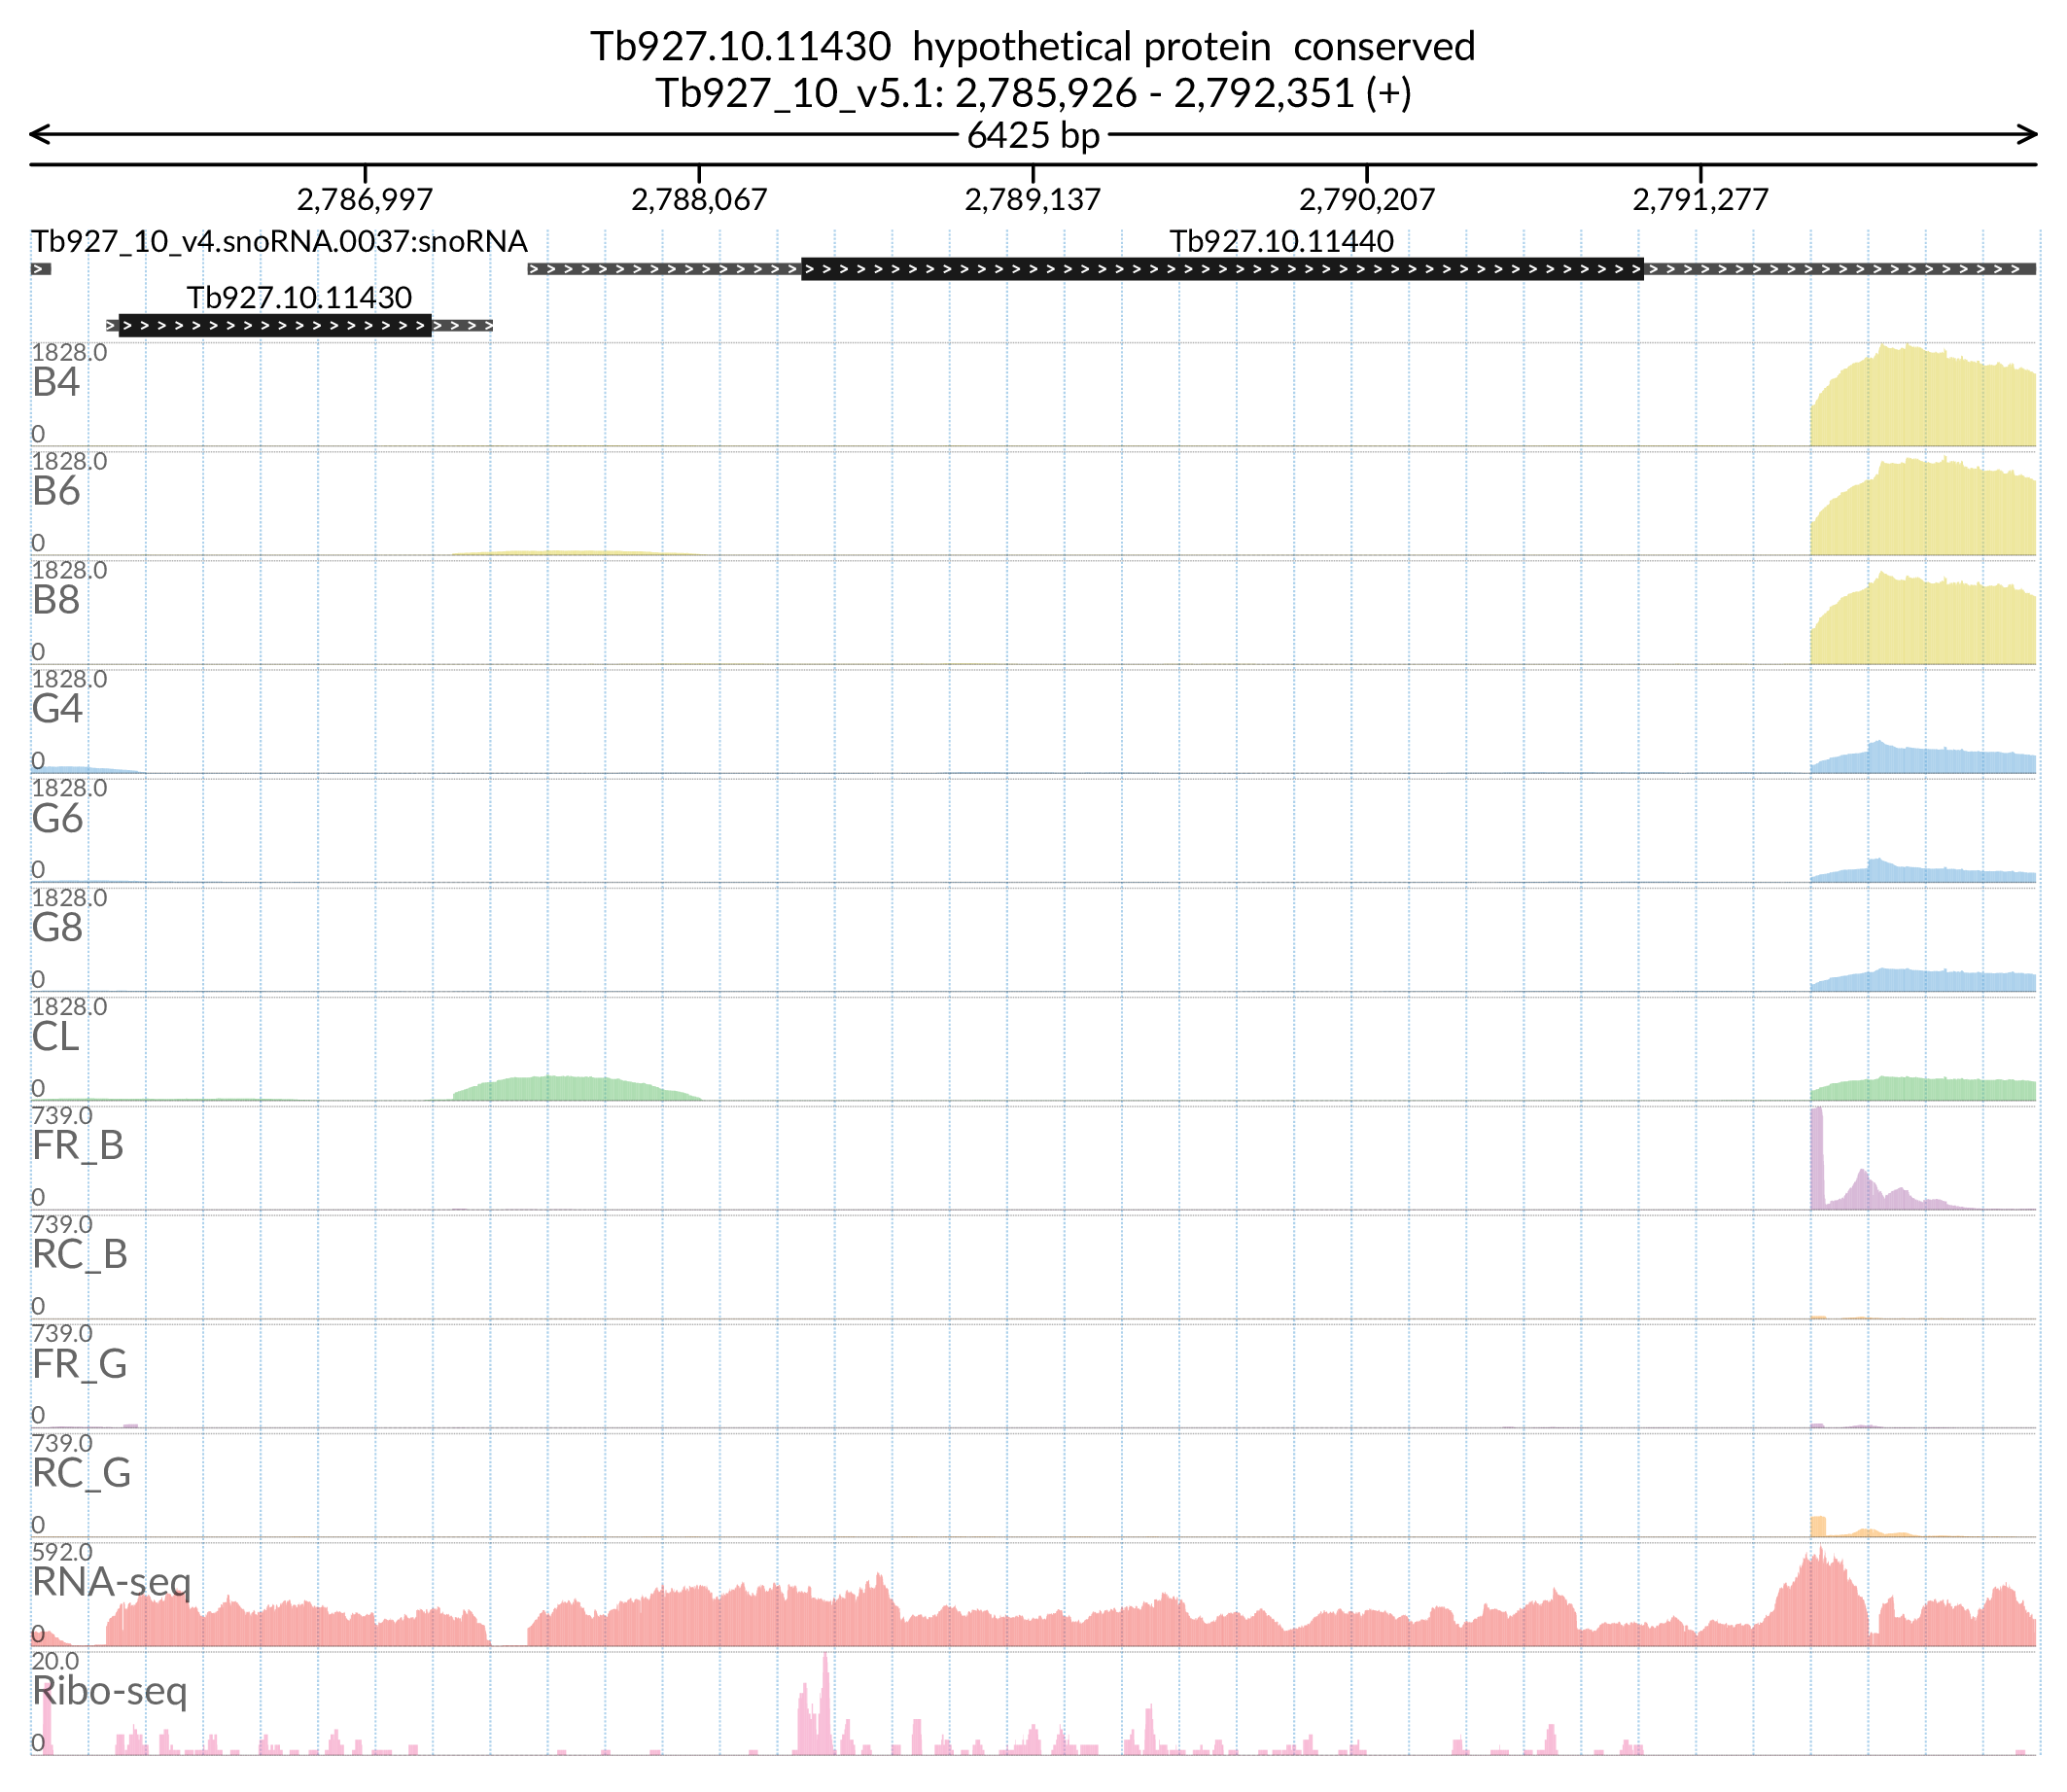 Tb927.10.11430  hypothetical protein  conserved
Tb927_10_v5.1: 2,785,926 - 2,792,351 (+)
6425 bp
2,786,997 2,788,067 2,789,137 2,790,207 2,791,277
Tb927_10_v4.snoRNA.0037:snoRNA Tb927.10.11440
Tb927.10.11430
1828.0
B4
0
1828.0
B6
0
1828.0
B8
0
1828.0
G4
0
1828.0
G6
0
1828.0
G8
0
1828.0
CL
0
739.0
FR_B
0
739.0
RC_B
0
739.0
FR_G
0
739.0
RC_G
0
592.0
RNA-seq
0
20.0
Ribo-seq
0